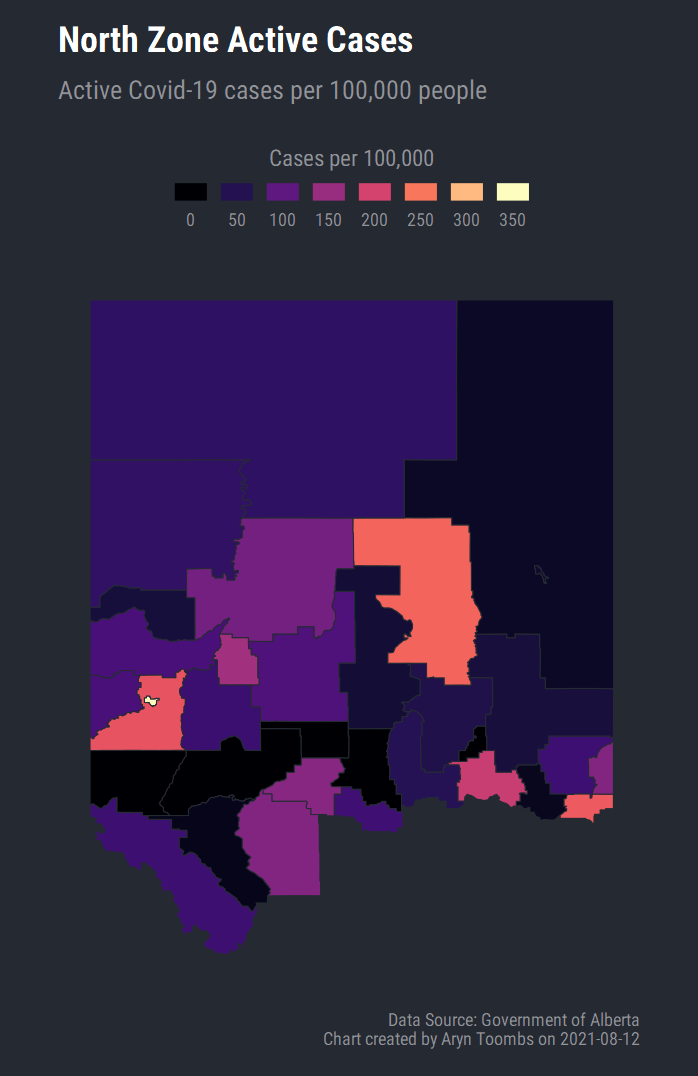 North Zone Active Cases
Active Covid-19 cases per 100,000 people
Cases per 100,000
0 50 100 150 200 250 300 350
Data Source: Government of Alberta
Chart created by Aryn Toombs on 2021-08-12